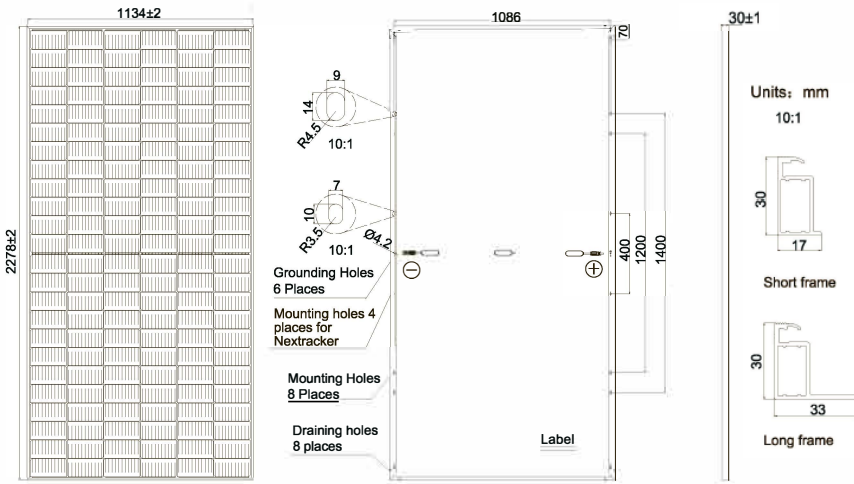 1134±2
2278±2
1086
70
9
14
R4.5
10:1
7
10
R3.5
10:1
Ø4.2
Grounding Holes
6 Places
Mounting holes 4
places for
Nextracker
Mounting Holes
8 Places
Draining holes
8 places
−
+
Label
400
1200
1400
30±1
Units: mm
10:1
30
17
Short frame
30
33
Long frame